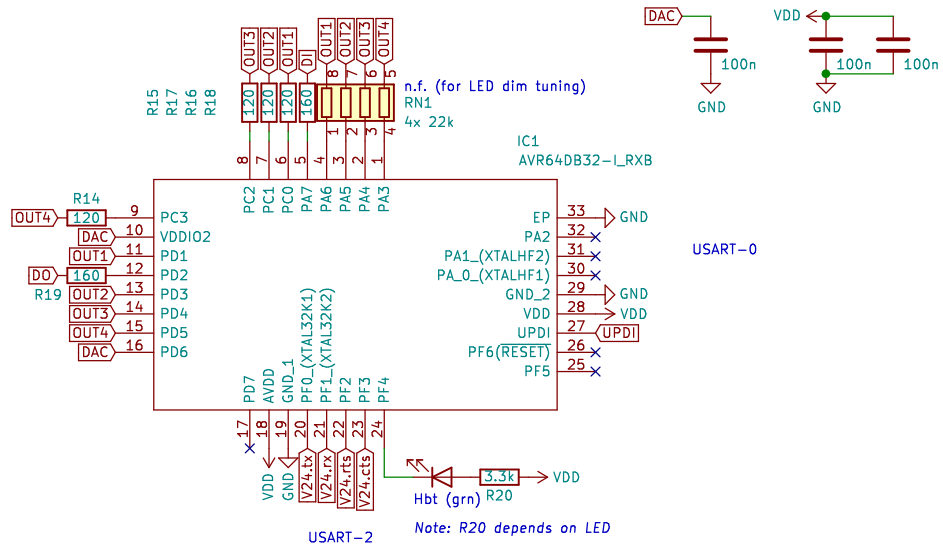 DAC
VDD
100n
100n
100n
GND
GND
OUT3
OUT2
OUT1
DI
OUT1
OUT2
OUT3
OUT4
8
7
6
5
n.f. (for LED dim tuning)
R15
R17
R16
R18
120
120
120
160
RN1
4x 22k
1
2
3
4
IC1
AVR64DB32-I_RXB
8
7
6
5
4
3
2
1
PC2
PC1
PC0
PA7
PA6
PA5
PA4
PA3
R14
OUT4
120
9
PC3
DAC
10
VDDIO2
OUT1
11
PD1
DO
160
12
PD2
R19
OUT2
13
PD3
OUT3
14
PD4
OUT4
15
PD5
DAC
16
PD6
EP
33
GND
PA2
32
PA1_(XTALHF2)
31
USART-0
PA_0_(XTALHF1)
30
GND_2
29
GND
VDD
28
VDD
UPDI
27
UPDI
PF6(RESET)
26
PF5
25
PD7
AVDD
GND_1
PF0_(XTAL32K1)
PF1_(XTAL32K2)
PF2
PF3
PF4
17
18
19
20
21
22
23
24
VDD
GND
V24.tx
V24.rx
V24.rts
V24.cts
3.3k
VDD
Hbt (grn)
R20
Note: R20 depends on LED
USART-2